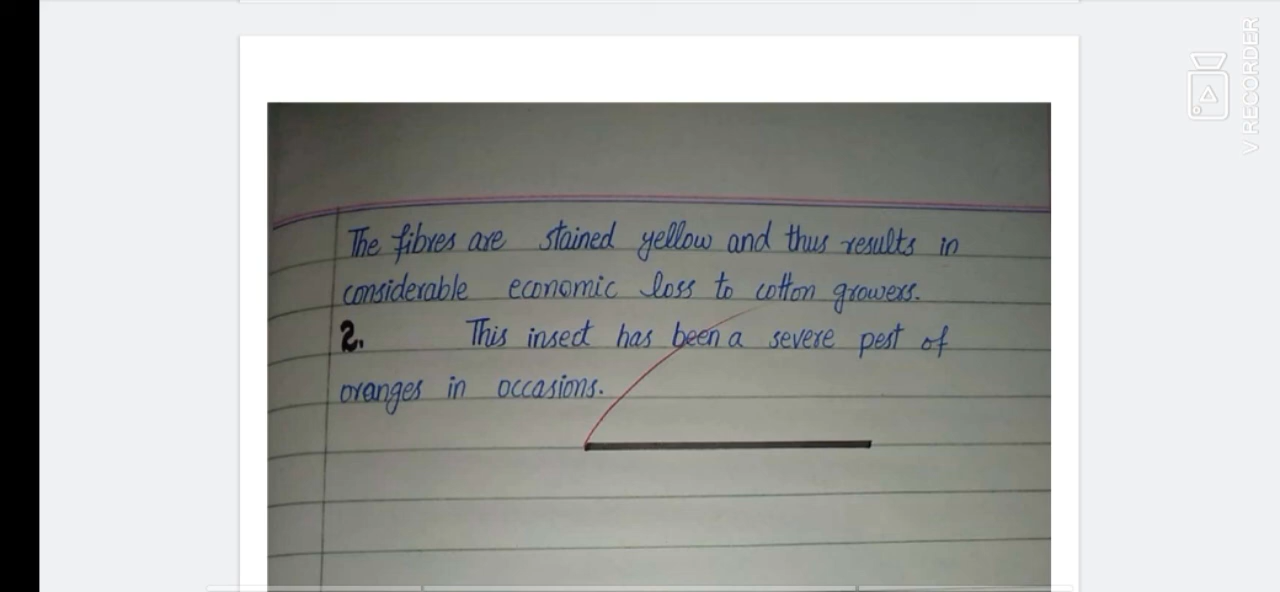 The fibres are stained yellow and thus results in
considerable economic loss to cotton growers.
2. This insect has been a severe pest of
oranges in occasions.
V RECORDER